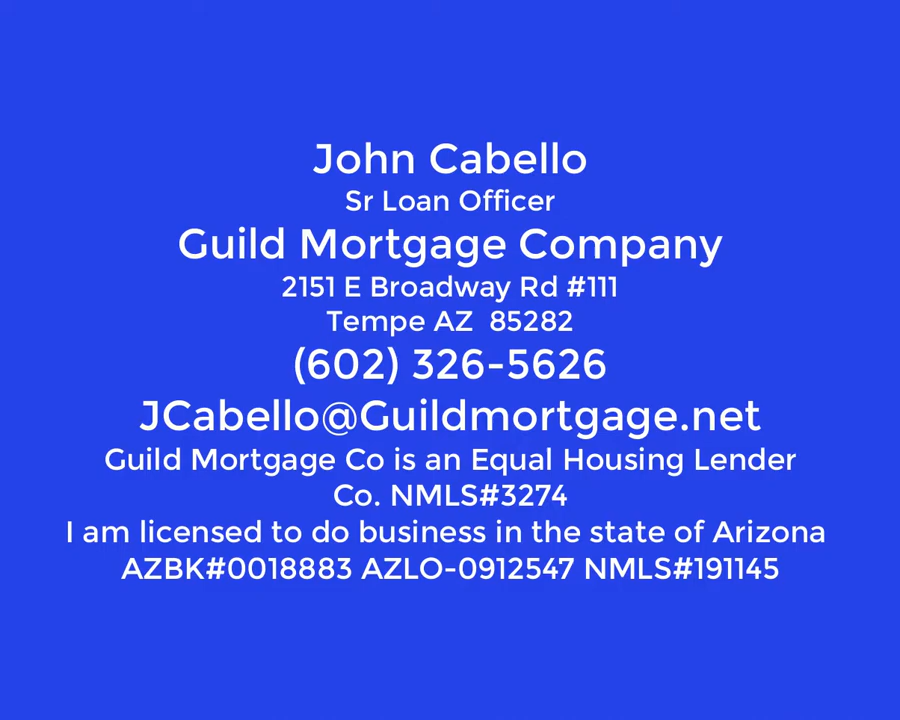 John Cabello
Sr Loan Officer
Guild Mortgage Company
2151 E Broadway Rd #111
Tempe AZ  85282
(602) 326-5626
JCabello@Guildmortgage.net
Guild Mortgage Co is an Equal Housing Lender
Co. NMLS#3274
I am licensed to do business in the state of Arizona
AZBK#0018883 AZLO-0912547 NMLS#191145